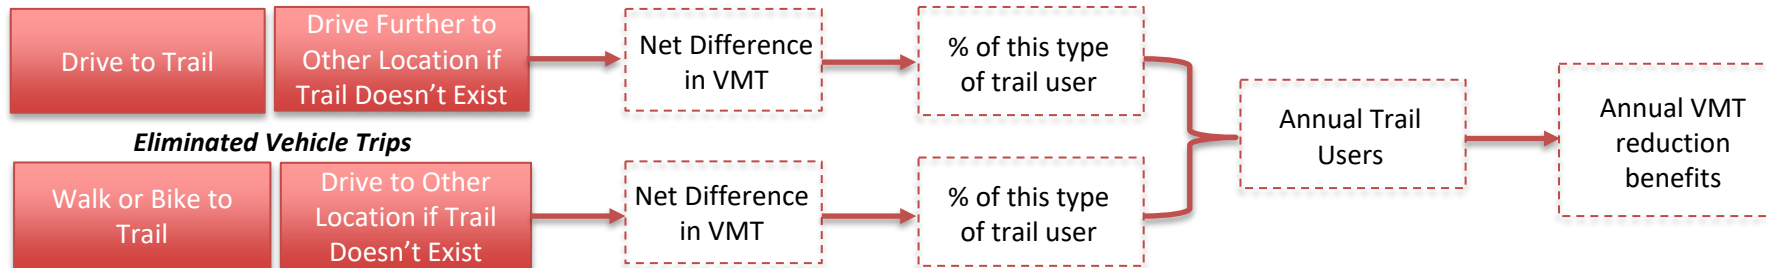 Drive to Trail
Drive Further to
Other Location if
Trail Doesn't Exist
Net Difference
in VMT
% of this type
of trail user
Eliminated Vehicle Trips
Walk or Bike to
Trail
Drive to Other
Location if Trail
Doesn't Exist
Net Difference
in VMT
% of this type
of trail user
Annual Trail
Users
Annual VMT
reduction
benefits